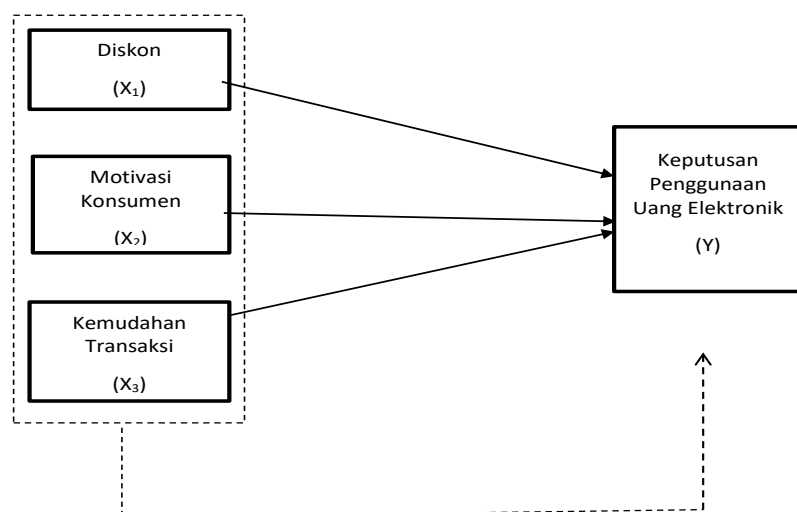 Diskon
(X₁)
Motivasi
Konsumen
(X₂)
Kemudahan
Transaksi
(X₃)
Keputusan
Penggunaan
Uang Elektronik
(Y)